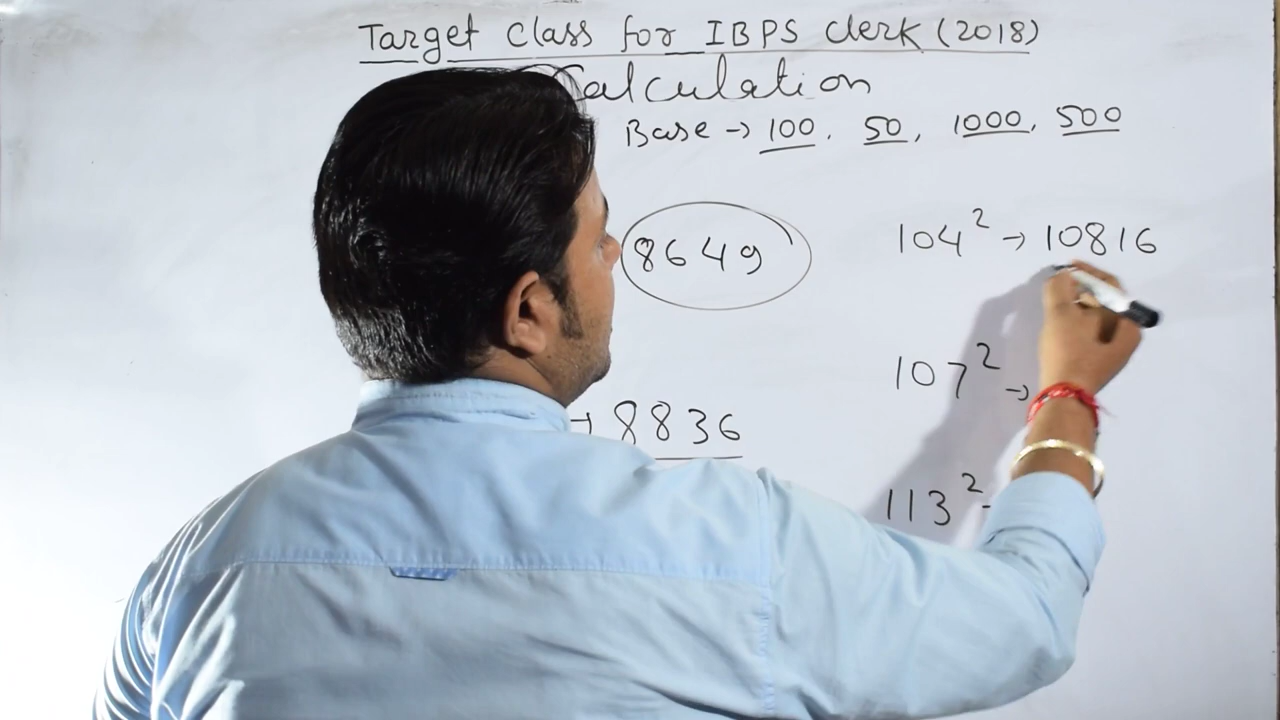 Target Class for IBPS Clerk (2018)
Calculation
Base → 100, 50, 1000, 500
8649
104² → 10816
107² →
→ 8836
113² -